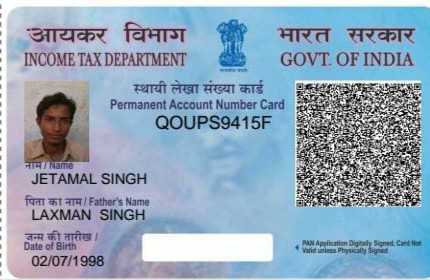 आयकर विभाग
INCOME TAX DEPARTMENT
भारत सरकार
GOVT. OF INDIA
स्थायी लेखा संख्या कार्ड
Permanent Account Number Card
QOUPS9415F
नाम / Name
JETAMAL SINGH
पिता का नाम / Father's Name
LAXMAN SINGH
जन्म की तारीख /
Date of Birth
02/07/1998
PAN Application Digitally Signed, Card Not
Valid unless Physically Signed